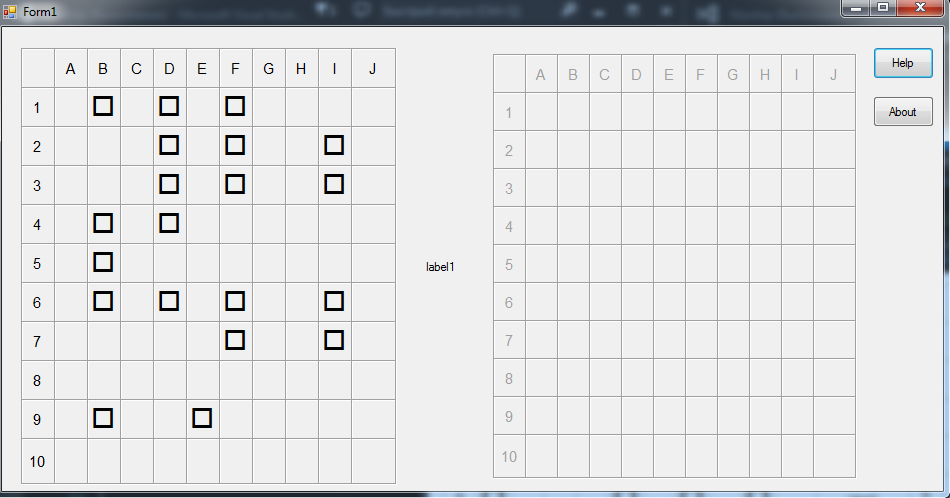 Form1
A B C D E F G H I J
1 □ □ □
2 □ □ □
3 □ □ □
4 □ □
5 □
6 □ □ □ □
7 □ □
8
9 □ □
10
label1
A B C D E F G H I J
1
2
3
4
5
6
7
8
9
10
Help
About